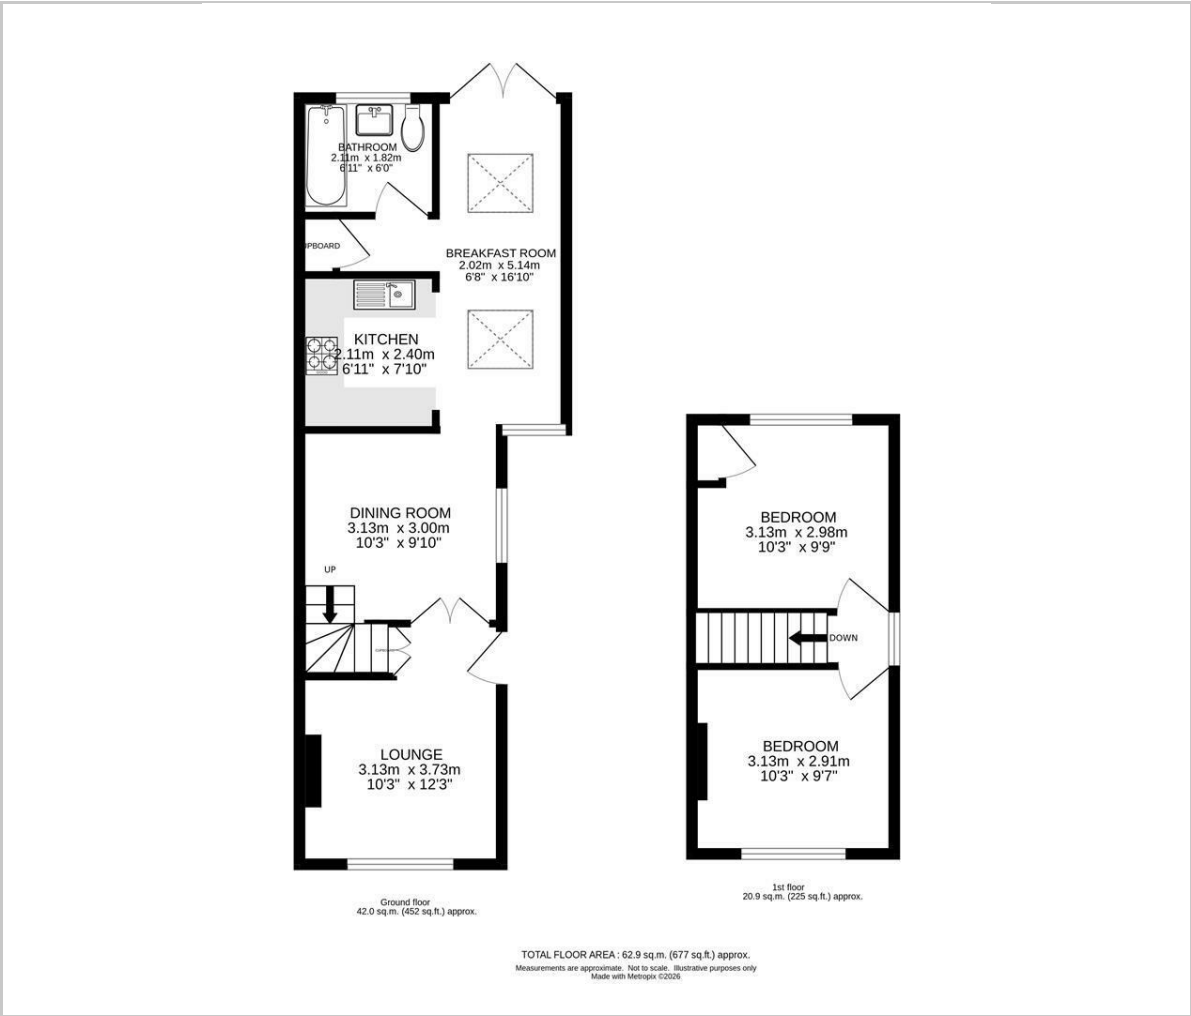 BATHROOM
2.11m x 1.82m
6'11" x 6'0"
UPBOARD
BREAKFAST ROOM
2.02m x 5.14m
6'8" x 16'10"
KITCHEN
2.11m x 2.40m
6'11" x 7'10"
DINING ROOM
3.13m x 3.00m
10'3" x 9'10"
UP
LOUNGE
3.13m x 3.73m
10'3" x 12'3"
Ground floor
42.0 sq.m. (452 sq.ft.) approx.
BEDROOM
3.13m x 2.98m
10'3" x 9'9"
DOWN
BEDROOM
3.13m x 2.91m
10'3" x 9'7"
1st floor
20.9 sq.m. (225 sq.ft.) approx.
TOTAL FLOOR AREA : 62.9 sq.m. (677 sq.ft.) approx.
Measurements are approximate. Not to scale. Illustrative purposes only
Made with Metropix ©2026